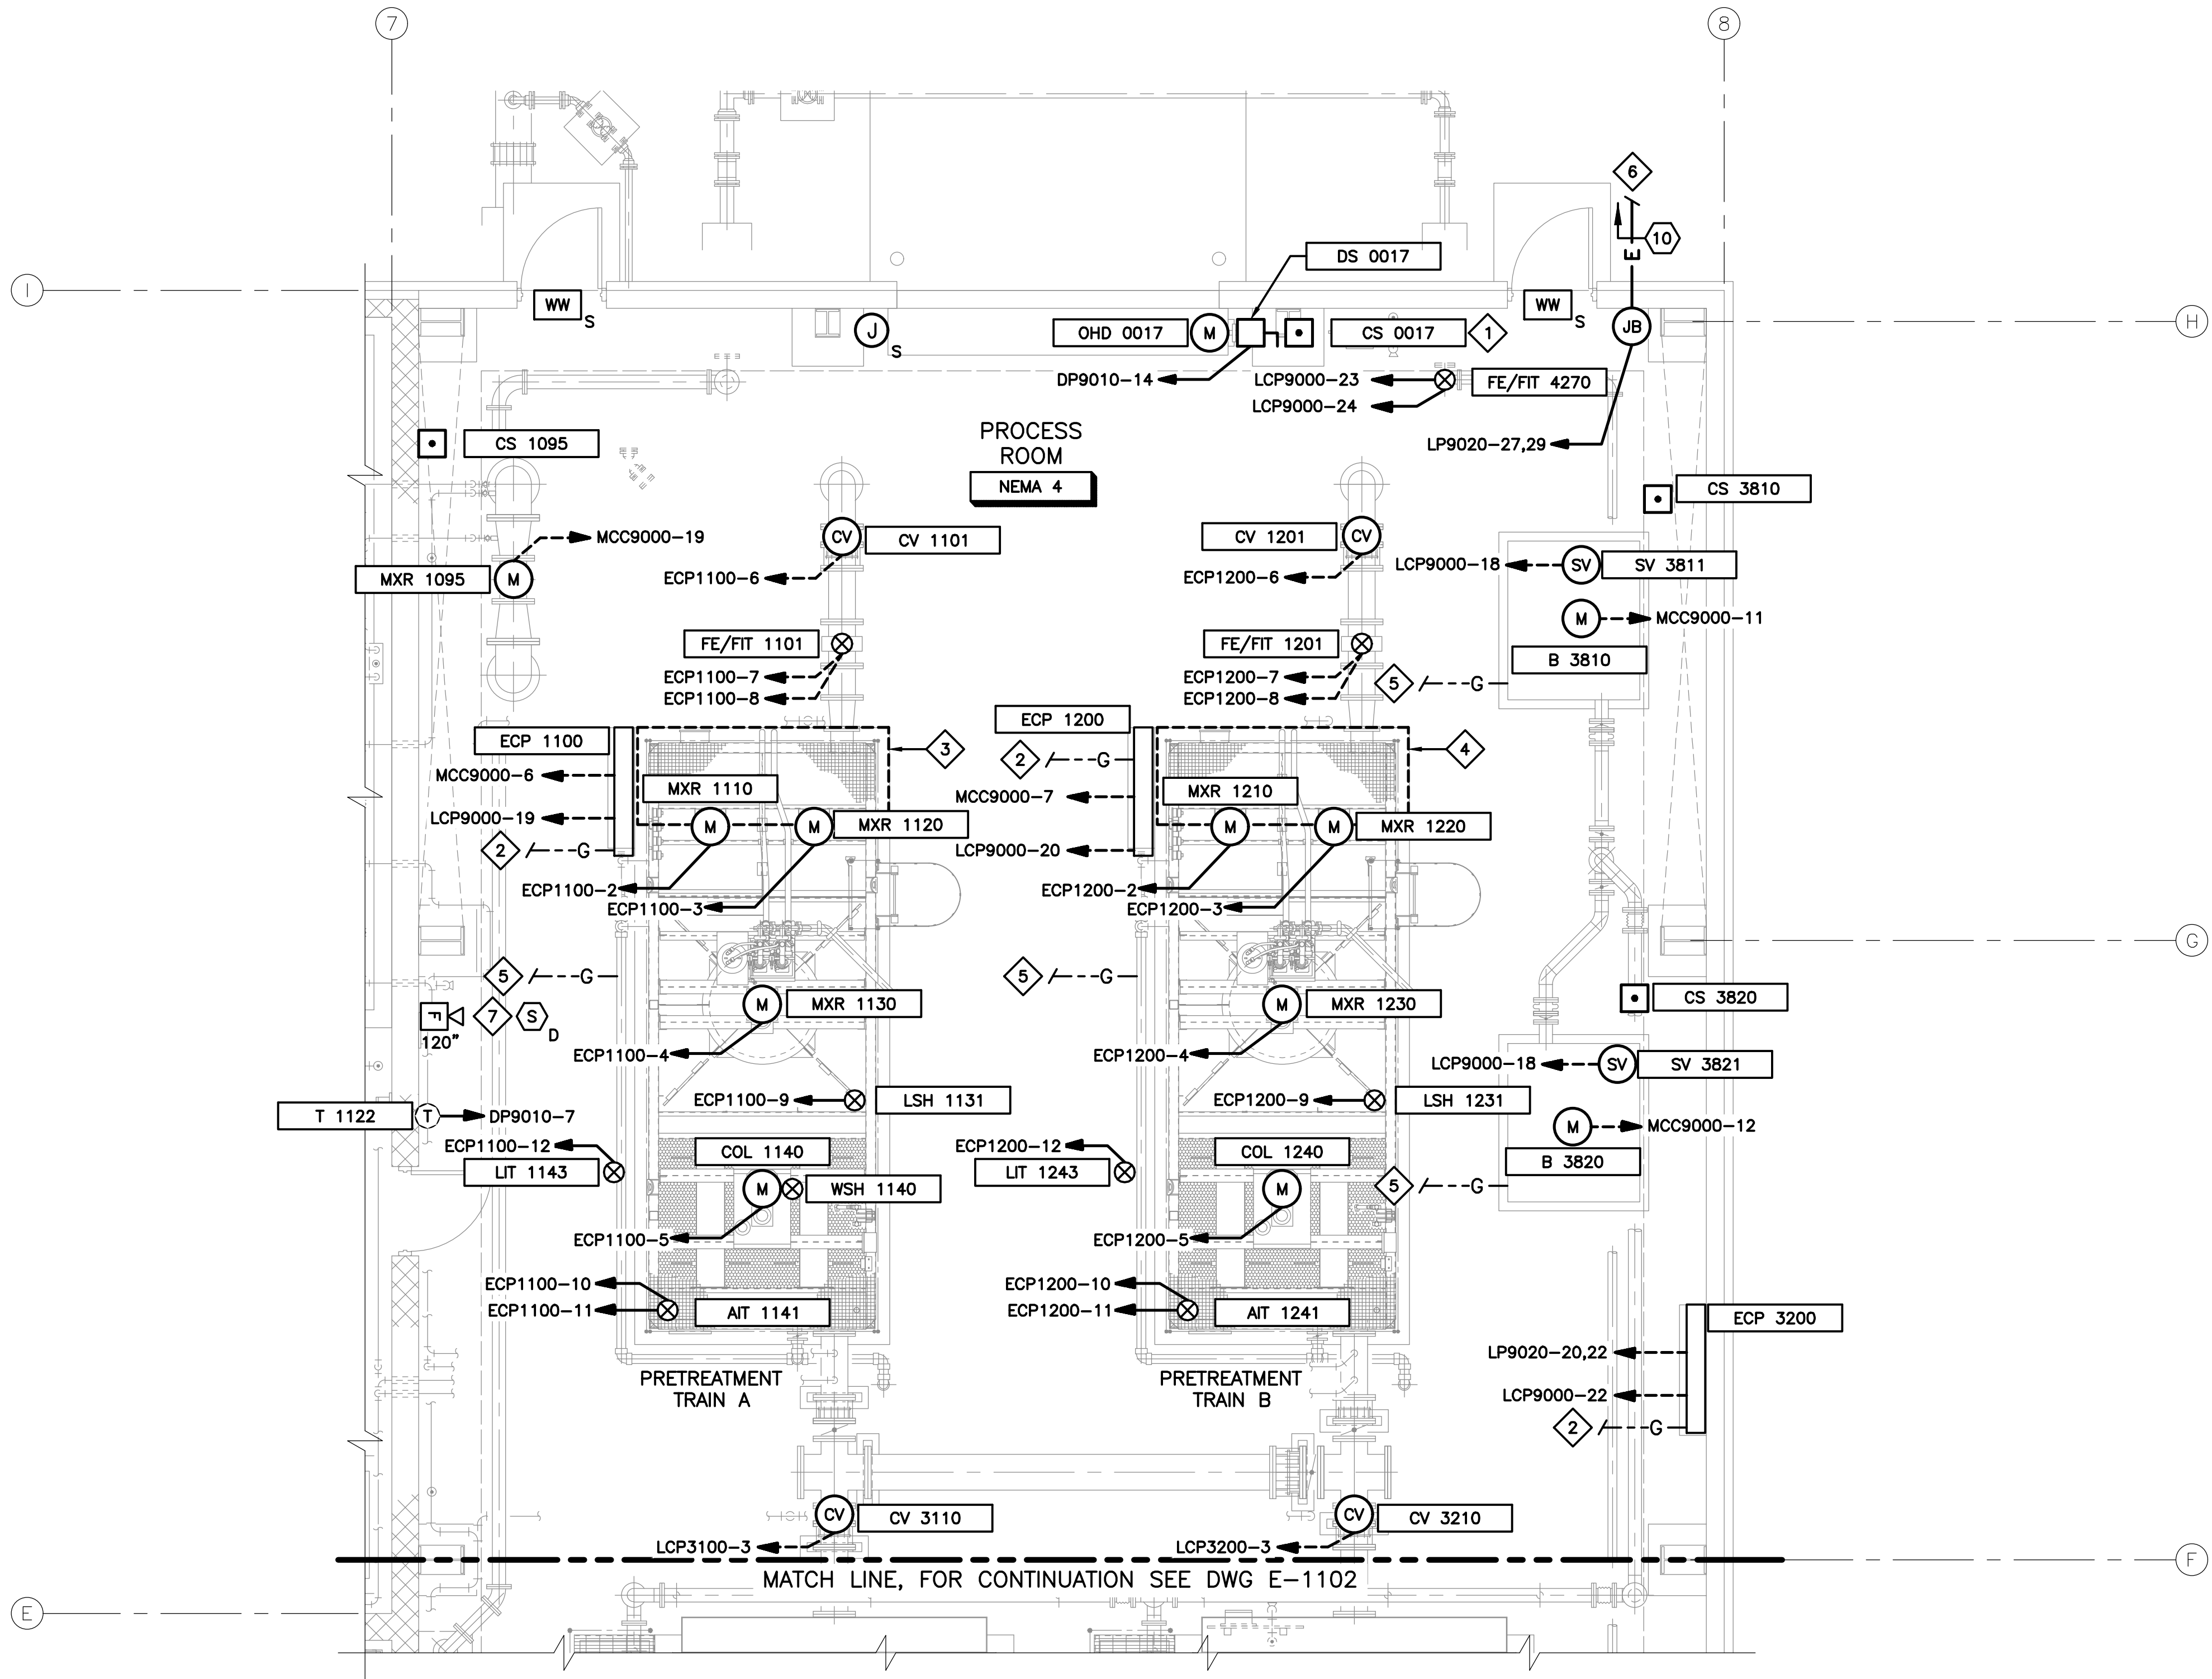 7
8
6
10
E
DS 0017
I
WW
S
J
S
OHD 0017
M
CS 0017
1
WW
S
JB
H
DP9010-14
LCP9000-23
FE/FIT 4270
LCP9000-24
CS 1095
PROCESS
ROOM
LP9020-27,29
NEMA 4
CS 3810
MCC9000-19
CV
CV 1101
CV 1201
CV
MXR 1095
M
ECP1100-6
ECP1200-6
LCP9000-18
SV
SV 3811
M
MCC9000-11
FE/FIT 1101
FE/FIT 1201
B 3810
ECP1100-7
ECP1100-8
ECP1200-7
ECP1200-8
5
G
ECP 1100
ECP 1200
3
2
G
4
MCC9000-6
MXR 1110
MCC9000-7
MXR 1210
LCP9000-19
M
M
MXR 1120
M
M
MXR 1220
2
G
LCP9000-20
ECP1100-2
ECP1100-3
ECP1200-2
ECP1200-3
G
5
G
5
G
F
7
S
D
120"
M
MXR 1130
M
MXR 1230
CS 3820
ECP1100-4
ECP1200-4
LCP9000-18
SV
SV 3821
T 1122
T
DP9010-7
ECP1100-9
LSH 1131
ECP1200-9
LSH 1231
M
MCC9000-12
ECP1100-12
COL 1140
ECP1200-12
COL 1240
B 3820
LIT 1143
M
WSH 1140
LIT 1243
M
5
G
ECP1100-5
ECP1200-5
ECP1100-10
ECP1100-11
AIT 1141
ECP1200-10
ECP1200-11
AIT 1241
ECP 3200
PRETREATMENT
TRAIN A
PRETREATMENT
TRAIN B
LP9020-20,22
LCP9000-22
2
G
CV
CV 3110
CV
CV 3210
LCP3100-3
LCP3200-3
F
MATCH LINE, FOR CONTINUATION SEE DWG E-1102
E